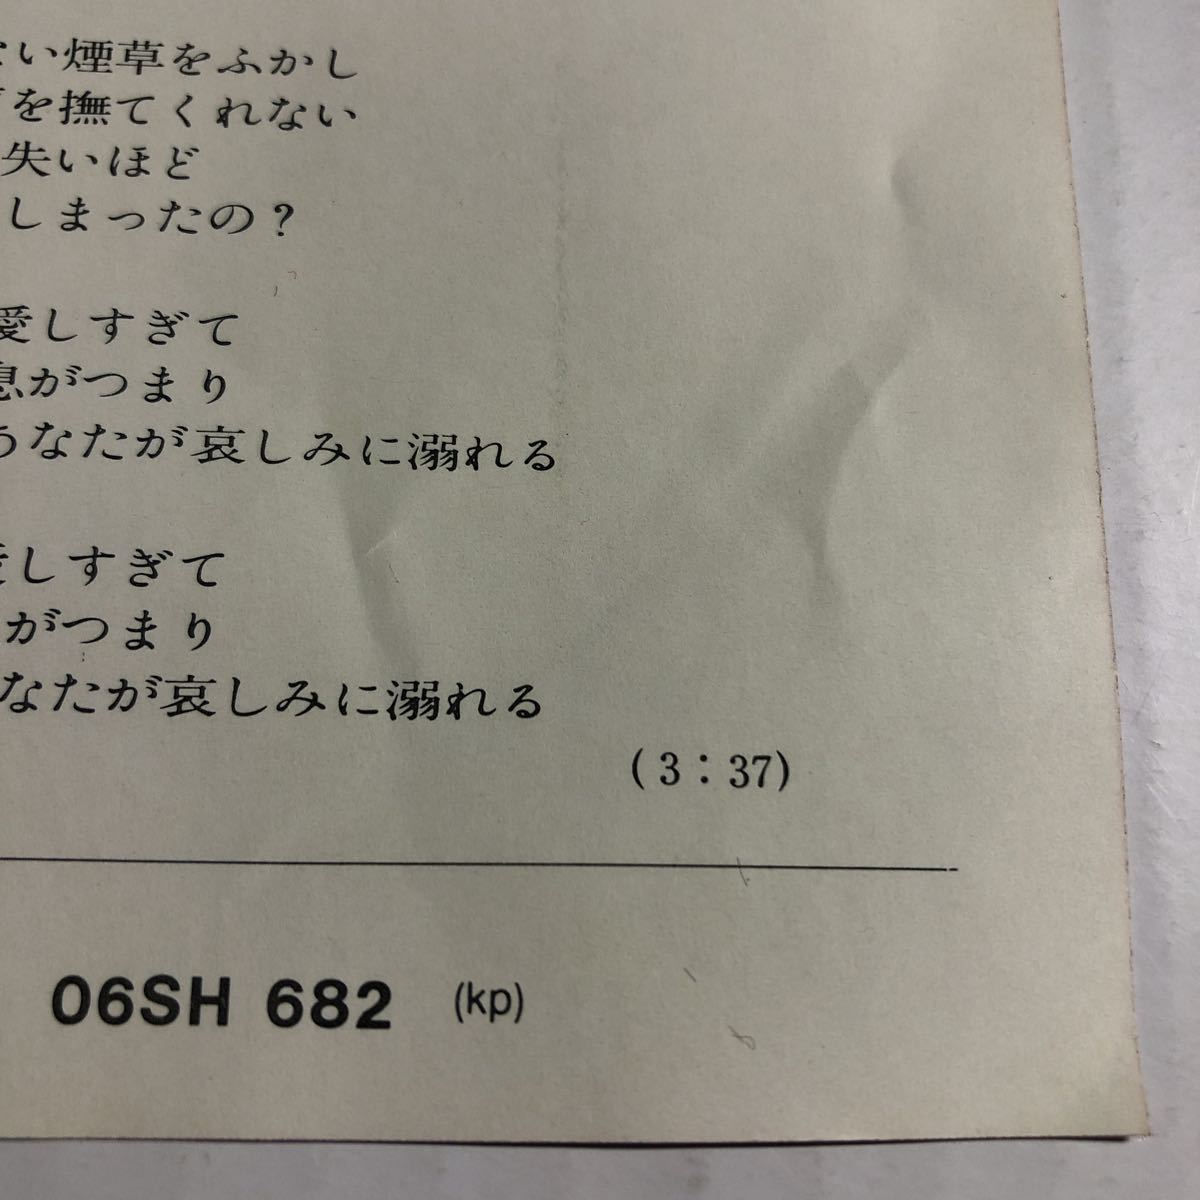 い煙草をふかし
を撫てくれない
失いほど
しまったの？
愛しすぎて
息がつまり
あなたが哀しみに溺れる
しすぎて
がつまり
なたが哀しみに溺れる
(3：37)
06SH 682 (kp)